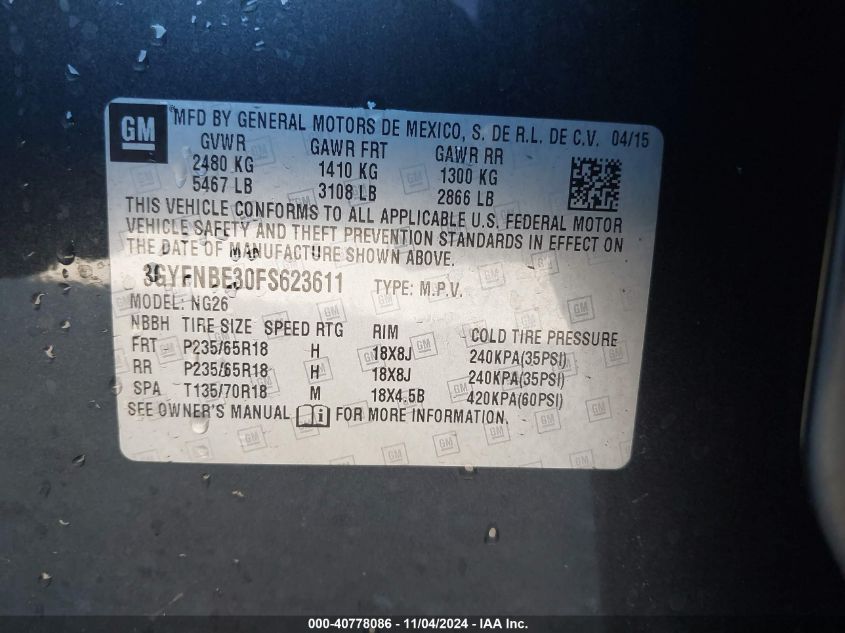 GM
MFD BY GENERAL MOTORS DE MEXICO, S. DE R.L. DE C.V. 04/15
GVWR GAWR FRT GAWR RR
2480 KG 1410 KG 1300 KG
5467 LB 3108 LB 2866 LB
THIS VEHICLE CONFORMS TO ALL APPLICABLE U.S. FEDERAL MOTOR
VEHICLE SAFETY AND THEFT PREVENTION STANDARDS IN EFFECT ON
THE DATE OF MANUFACTURE SHOWN ABOVE.
3GYFNBE30FS623611 TYPE: M.P.V.
MODEL: NG26
NBBH TIRE SIZE SPEED RTG RIM COLD TIRE PRESSURE
FRT P235/65R18 H 18X8J 240KPA(35PSI)
RR P235/65R18 H 18X8J 240KPA(35PSI)
SPA T135/70R18 M 18X4.5B 420KPA(60PSI)
SEE OWNER'S MANUAL FOR MORE INFORMATION.
000-40778086 - 11/04/2024 - IAA Inc.